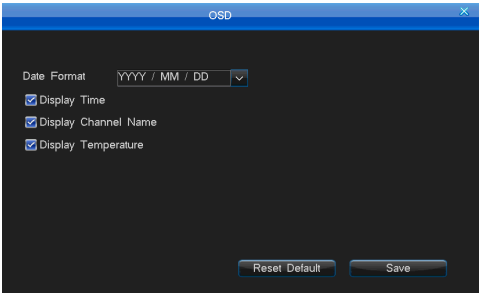 OSD
Date Format YYYY / MM / DD
Display Time
Display Channel Name
Display Temperature
Reset Default Save